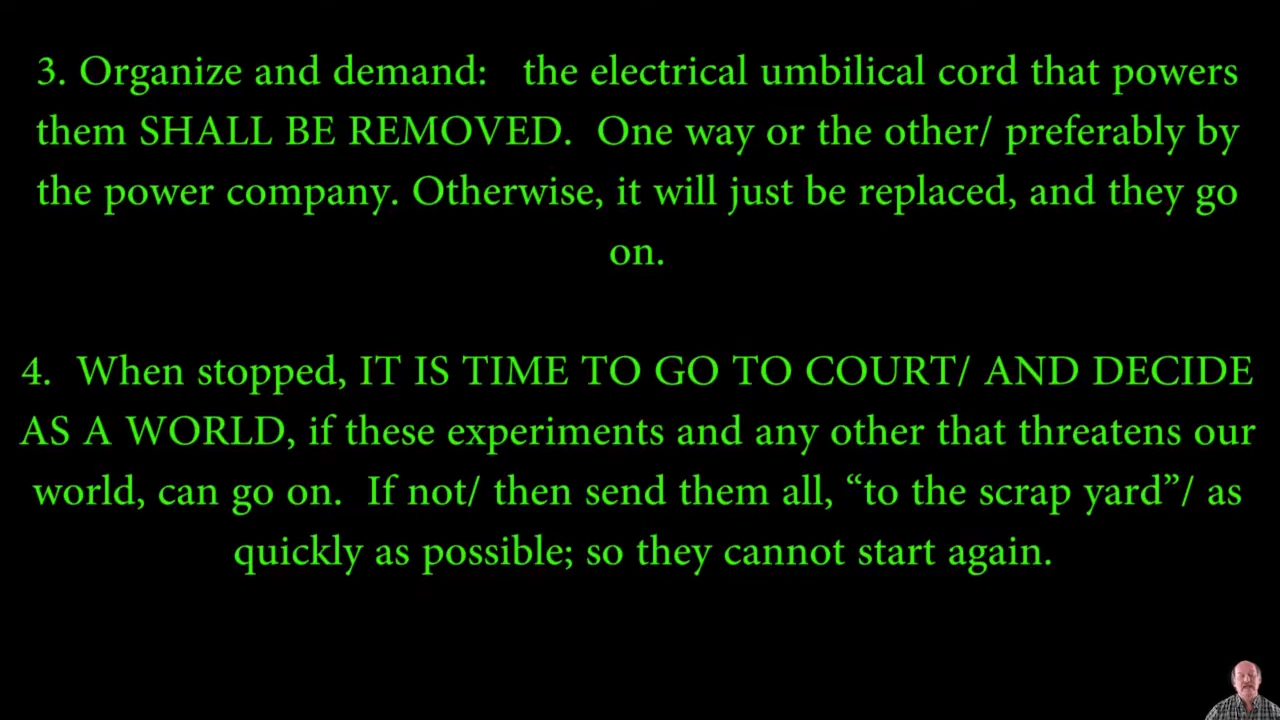 3. Organize and demand: the electrical umbilical cord that powers
them SHALL BE REMOVED. One way or the other/ preferably by
the power company. Otherwise, it will just be replaced, and they go
on.
4. When stopped, IT IS TIME TO GO TO COURT/ AND DECIDE
AS A WORLD, if these experiments and any other that threatens our
world, can go on. If not/ then send them all, “to the scrap yard”/ as
quickly as possible; so they cannot start again.